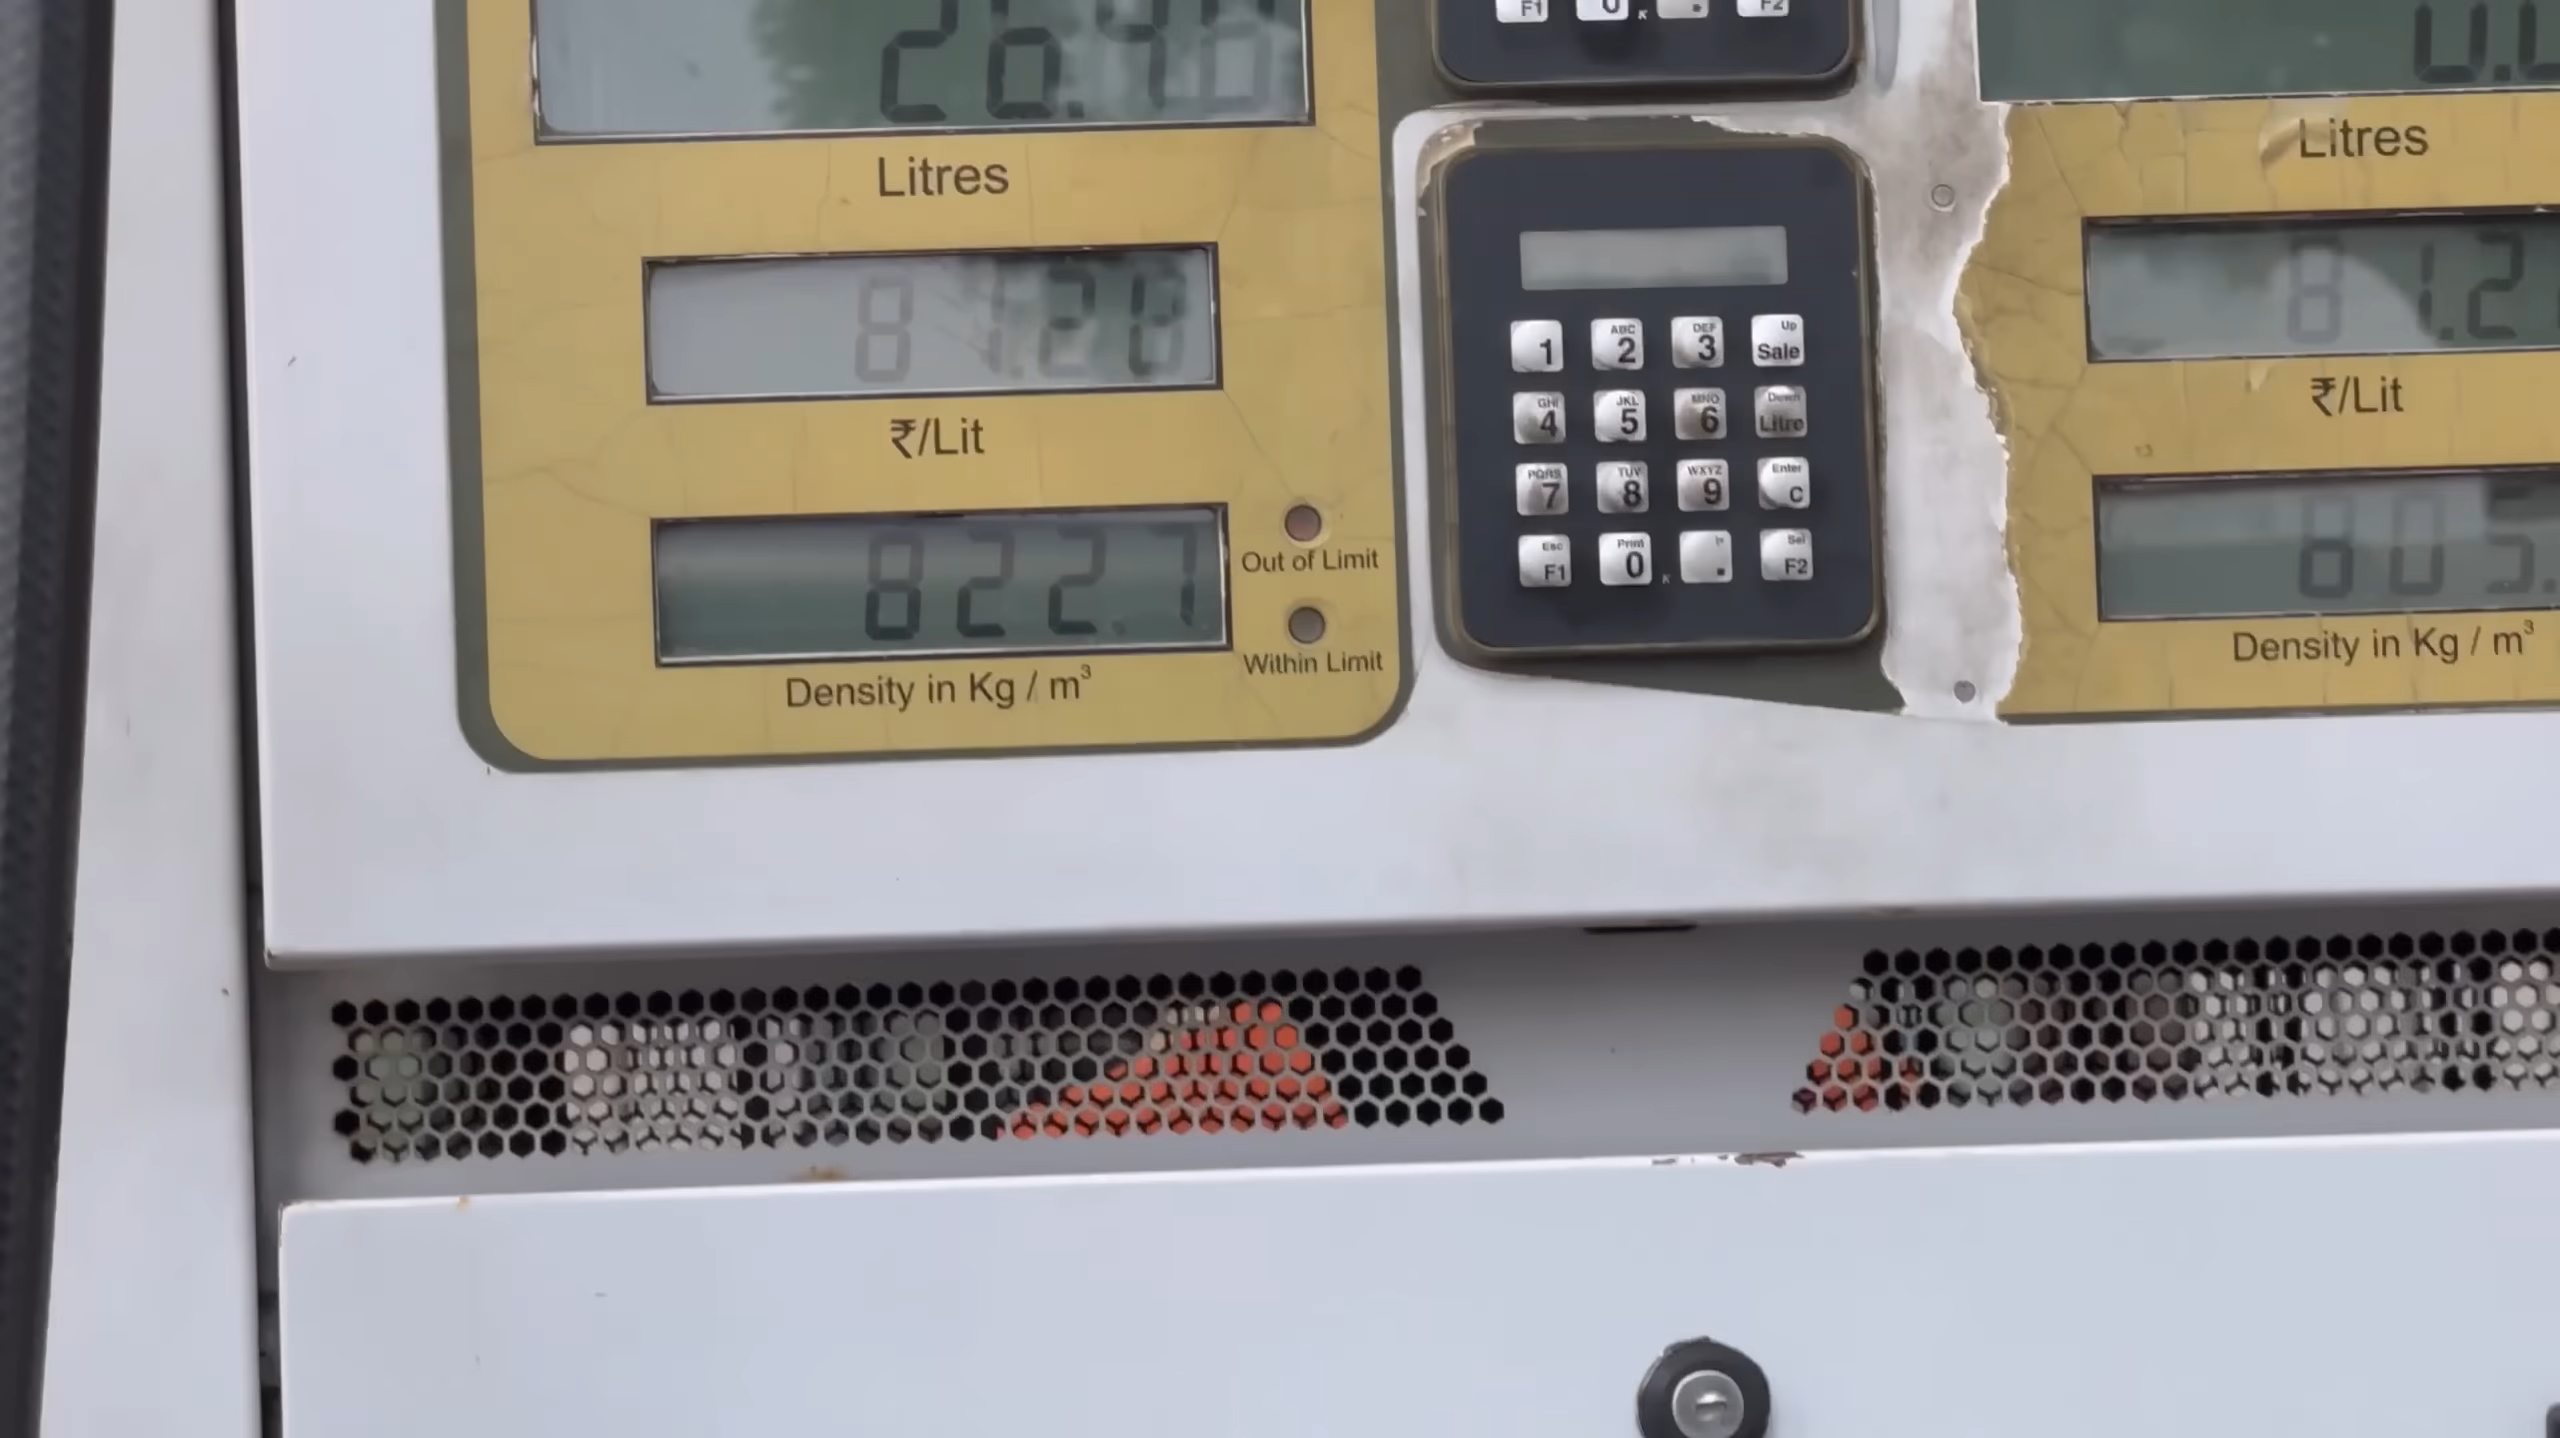 F1 0 K . F2
Litres
Litres
₹/Lit
₹/Lit
822.7
Out of Limit
Within Limit
Density in Kg / m³
805.
Density in Kg / m³
1
ABC 2
DEF 3
Up Sale
GHI 4
JKL 5
MNO 6
Down Litre
PQRS 7
TUV 8
WXYZ 9
Enter C
Esc F1
Print 0
K
.
Sel F2